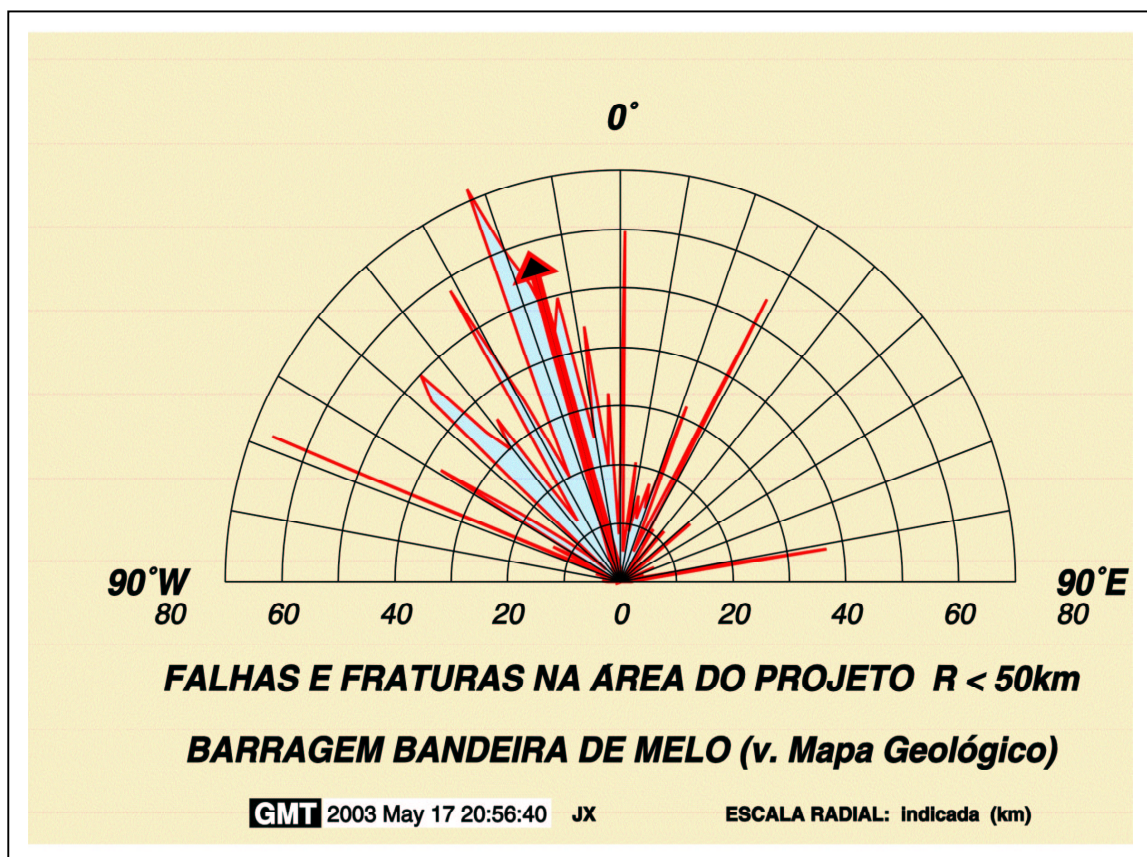 0°
90°W 90°E
80 60 40 20 0 20 40 60 80
FALHAS E FRATURAS NA ÁREA DO PROJETO R < 50km
BARRAGEM BANDEIRA DE MELO (v. Mapa Geológico)
GMT 2003 May 17 20:56:40 JX ESCALA RADIAL: indicada (km)